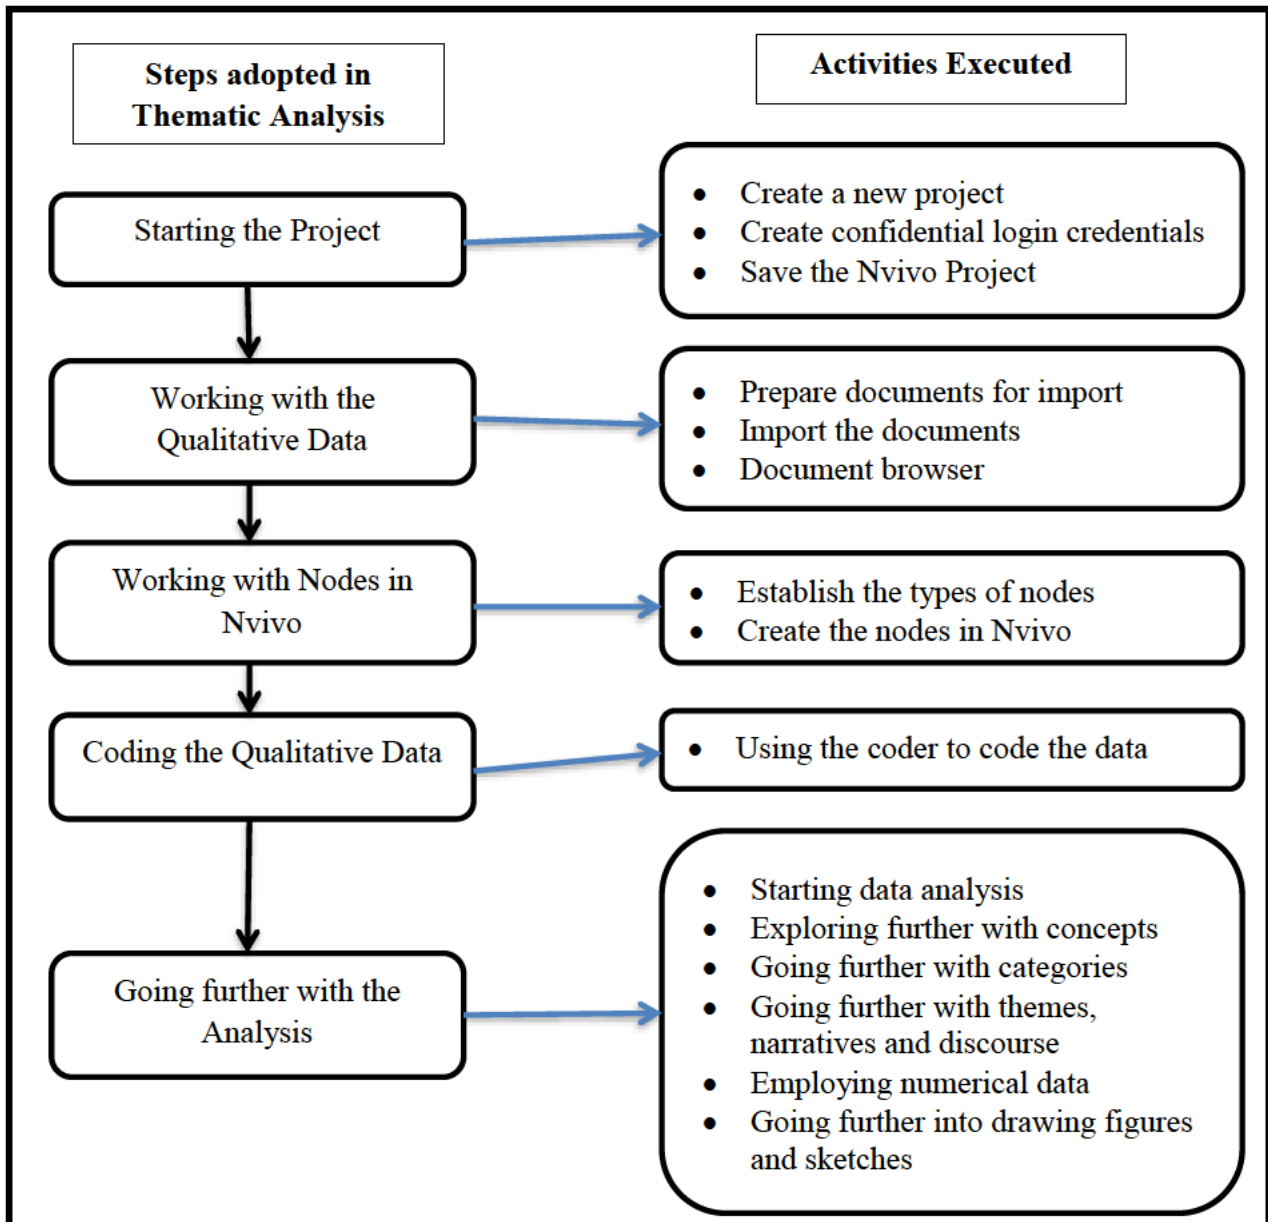 Steps adopted in
Thematic Analysis
Activities Executed
Starting the Project
• Create a new project
• Create confidential login credentials
• Save the Nvivo Project
Working with the
Qualitative Data
• Prepare documents for import
• Import the documents
• Document browser
Working with Nodes in
Nvivo
• Establish the types of nodes
• Create the nodes in Nvivo
Coding the Qualitative Data
• Using the coder to code the data
Going further with the
Analysis
• Starting data analysis
• Exploring further with concepts
• Going further with categories
• Going further with themes,
narratives and discourse
• Employing numerical data
• Going further into drawing figures
and sketches